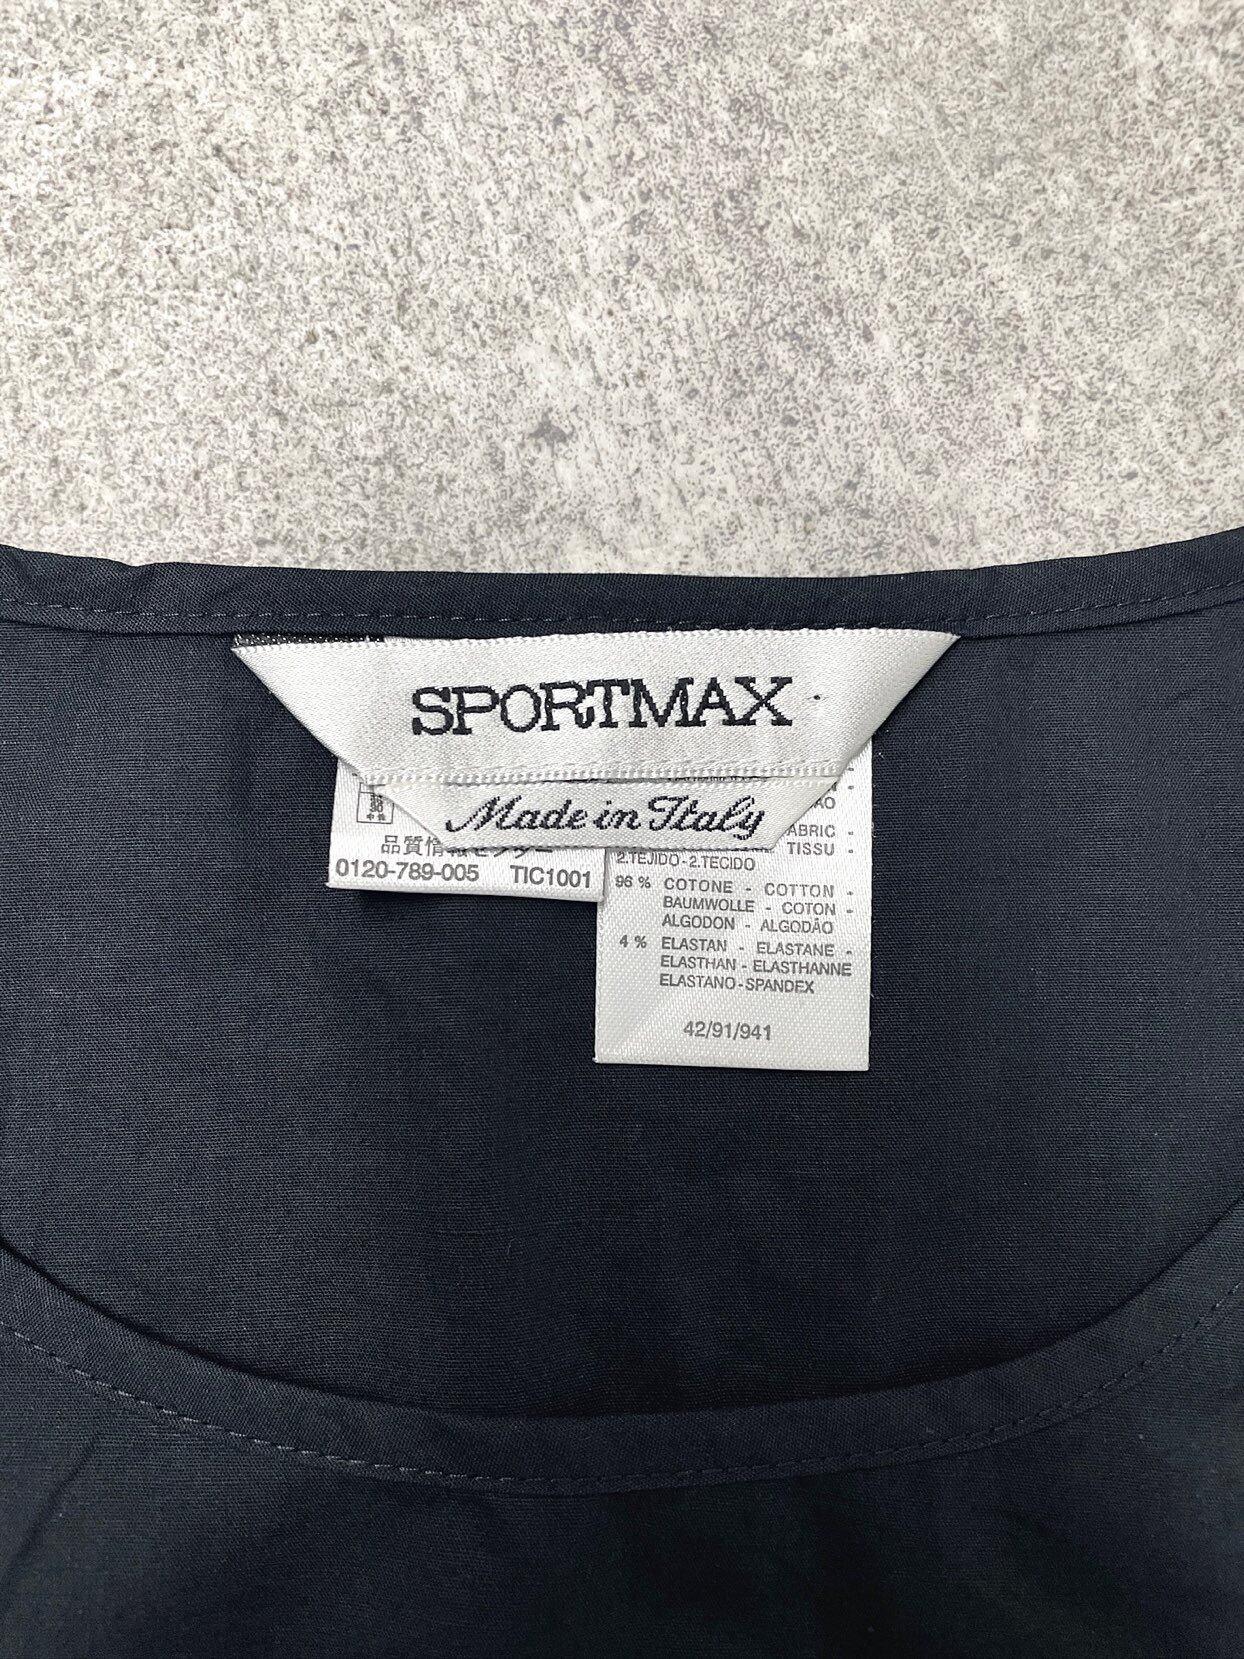 SPORTMAX
Made in Italy
品質情報センター
0120-789-005 TIC1001
ABRIC -
TISSU -
2.TEJIDO-2.TECIDO
96 % COTONE - COTTON -
BAUMWOLLE - COTON -
ALGODON - ALGODÃO
4 % ELASTAN - ELASTANE -
ELASTHAN - ELASTHANNE
ELASTANO-SPANDEX
42/91/941